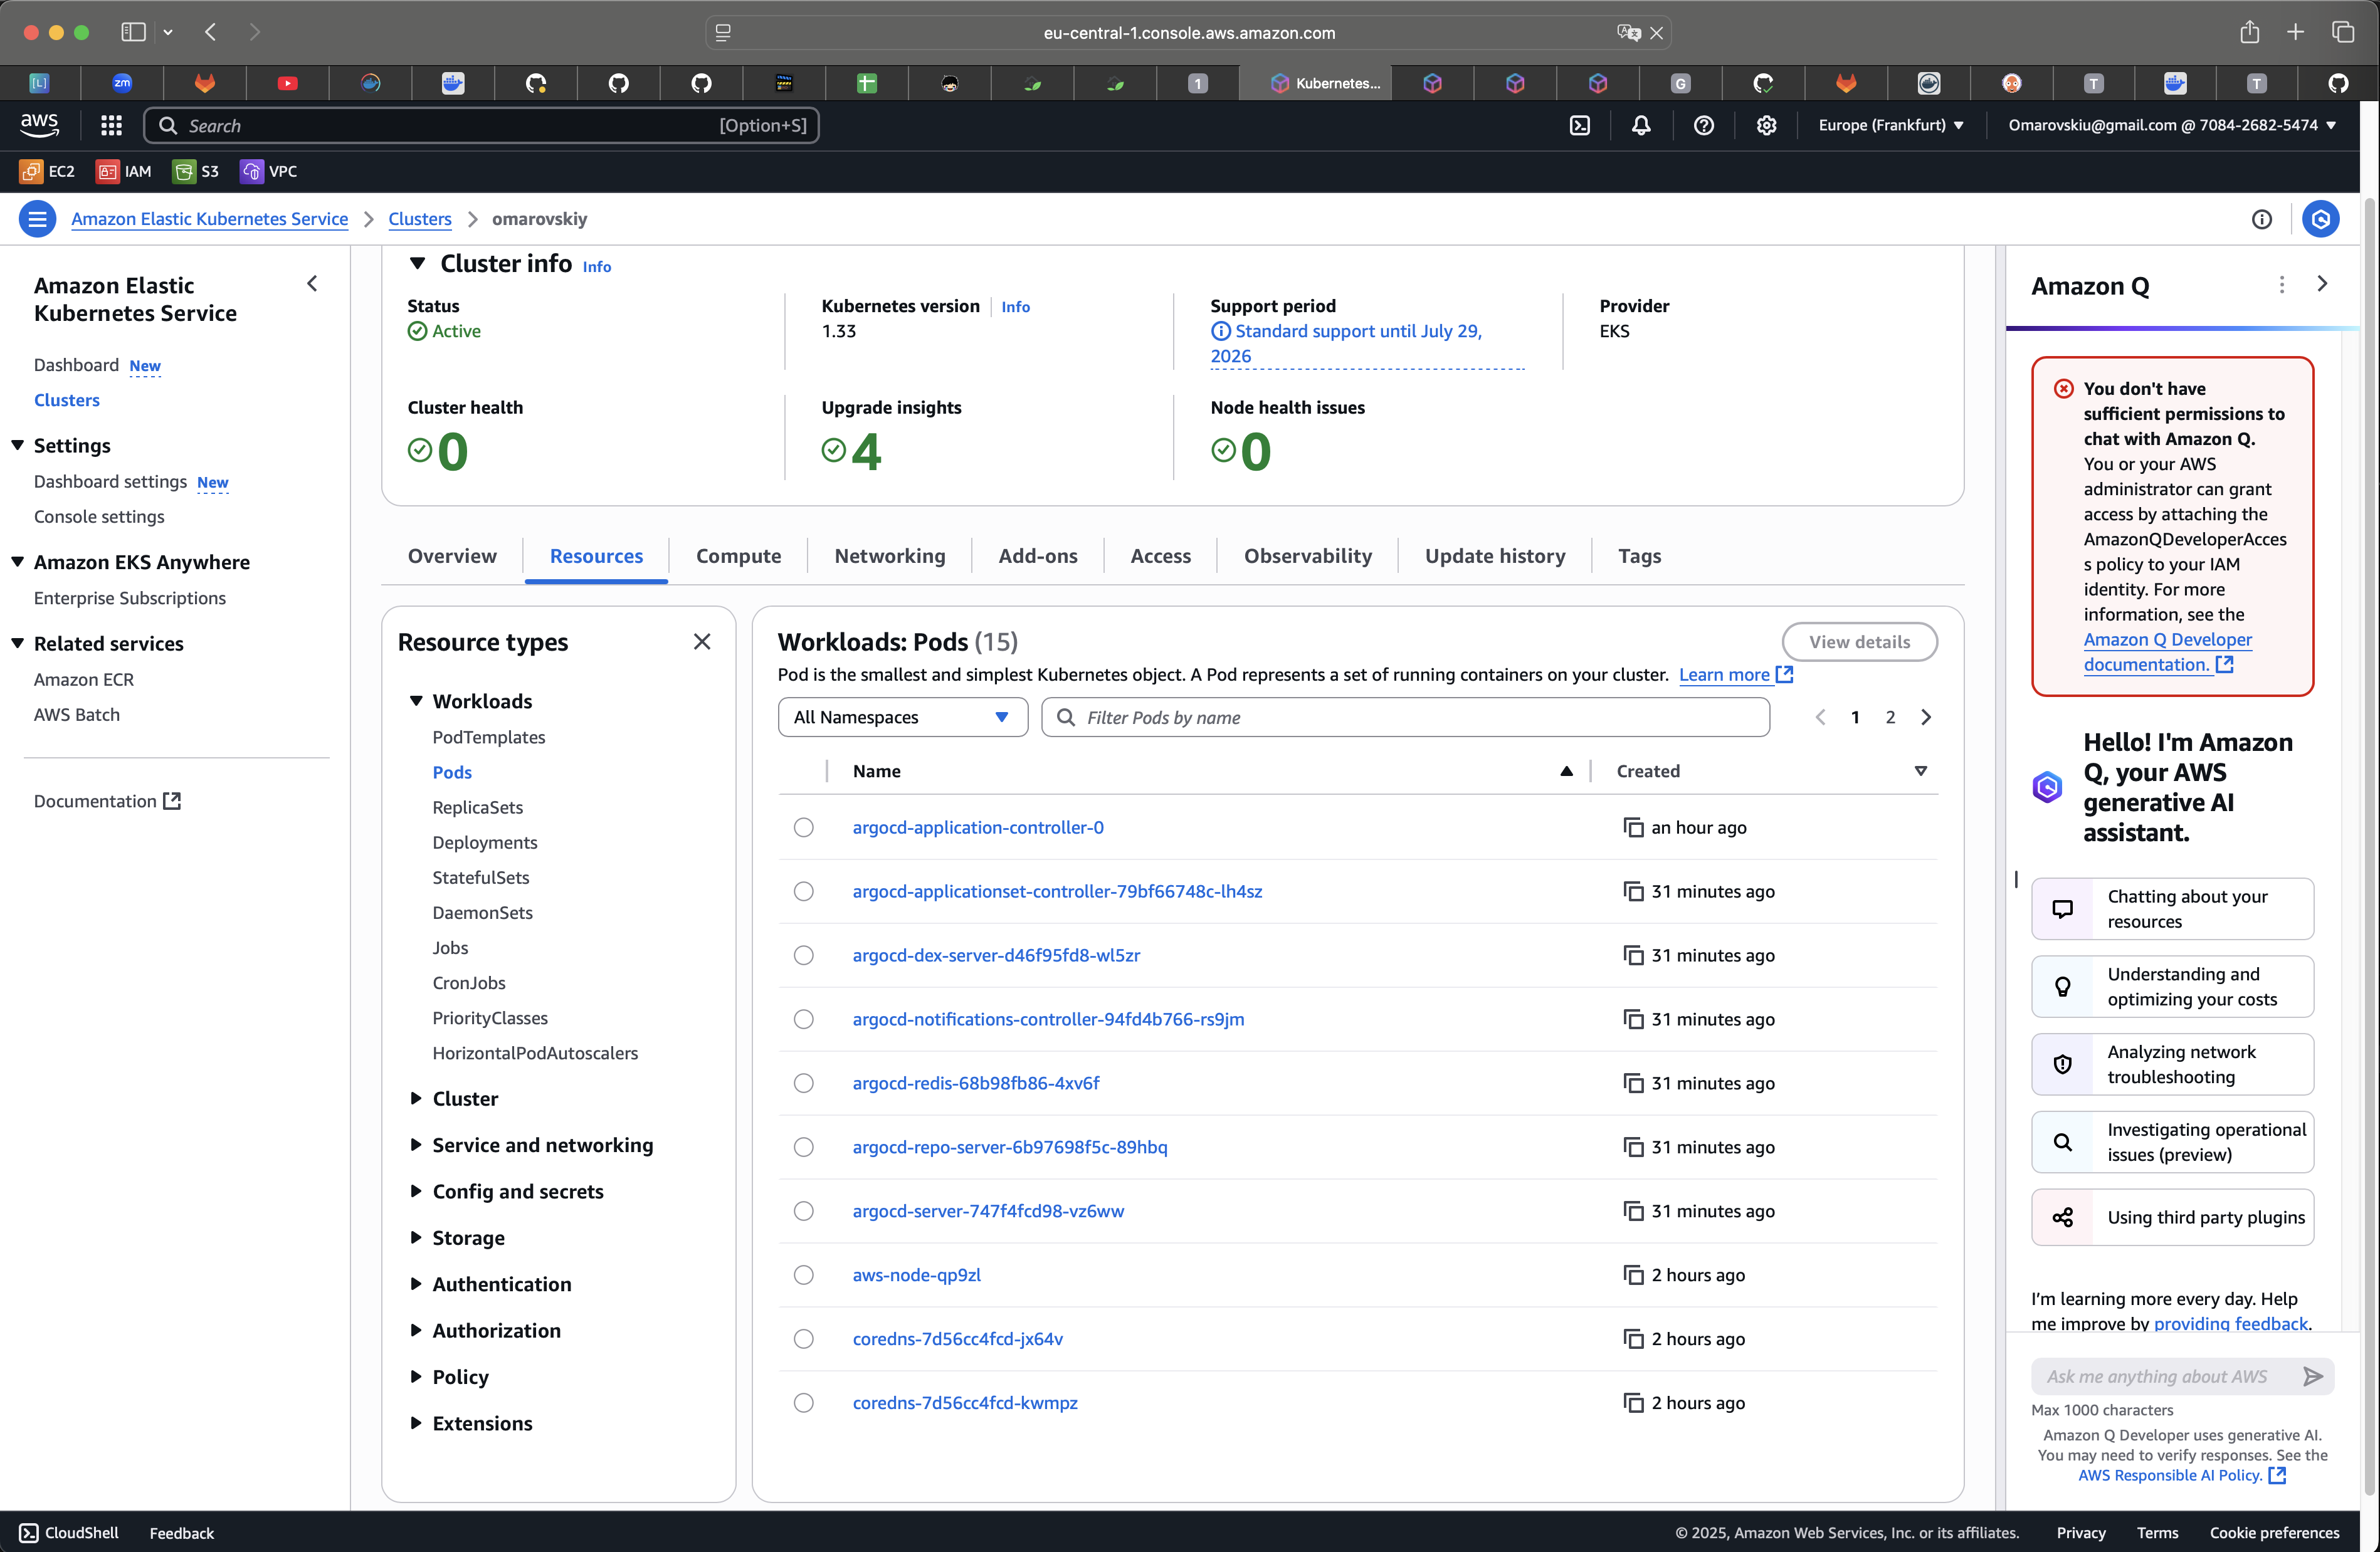 eu-central-1.console.aws.amazon.com
[L]
zm
1
Kubernetes...
G
T
T
aws
Search
[Option+S]
Europe (Frankfurt)
Omarovskiu@gmail.com @ 7084-2682-5474
EC2
IAM
S3
VPC
Amazon Elastic Kubernetes Service
Clusters
omarovskiy
Amazon Elastic
Kubernetes Service
Dashboard New
Clusters
Settings
Dashboard settings New
Console settings
Amazon EKS Anywhere
Enterprise Subscriptions
Related services
Amazon ECR
AWS Batch
Documentation
Cluster info Info
Status
Active
Kubernetes version Info
1.33
Support period
Standard support until July 29,
2026
Provider
EKS
Cluster health
0
Upgrade insights
4
Node health issues
0
Overview
Resources
Compute
Networking
Add-ons
Access
Observability
Update history
Tags
Resource types
Workloads
PodTemplates
Pods
ReplicaSets
Deployments
StatefulSets
DaemonSets
Jobs
CronJobs
PriorityClasses
HorizontalPodAutoscalers
Cluster
Service and networking
Config and secrets
Storage
Authentication
Authorization
Policy
Extensions
Workloads: Pods (15)
View details
Pod is the smallest and simplest Kubernetes object. A Pod represents a set of running containers on your cluster. Learn more
All Namespaces
Filter Pods by name
1
2
Name
Created
argocd-application-controller-0
an hour ago
argocd-applicationset-controller-79bf66748c-lh4sz
31 minutes ago
argocd-dex-server-d46f95fd8-wl5zr
31 minutes ago
argocd-notifications-controller-94fd4b766-rs9jm
31 minutes ago
argocd-redis-68b98fb86-4xv6f
31 minutes ago
argocd-repo-server-6b97698f5c-89hbq
31 minutes ago
argocd-server-747f4fcd98-vz6ww
31 minutes ago
aws-node-qp9zl
2 hours ago
coredns-7d56cc4fcd-jx64v
2 hours ago
coredns-7d56cc4fcd-kwmpz
2 hours ago
Amazon Q
You don't have
sufficient permissions to
chat with Amazon Q.
You or your AWS
administrator can grant
access by attaching the
AmazonQDeveloperAcces
s policy to your IAM
identity. For more
information, see the
Amazon Q Developer
documentation.
Hello! I'm Amazon
Q, your AWS
generative AI
assistant.
Chatting about your
resources
Understanding and
optimizing your costs
Analyzing network
troubleshooting
Investigating operational
issues (preview)
Using third party plugins
I'm learning more every day. Help
me improve by providing feedback.
Ask me anything about AWS
Max 1000 characters
Amazon Q Developer uses generative AI.
You may need to verify responses. See the
AWS Responsible AI Policy.
CloudShell
Feedback
© 2025, Amazon Web Services, Inc. or its affiliates.
Privacy
Terms
Cookie preferences